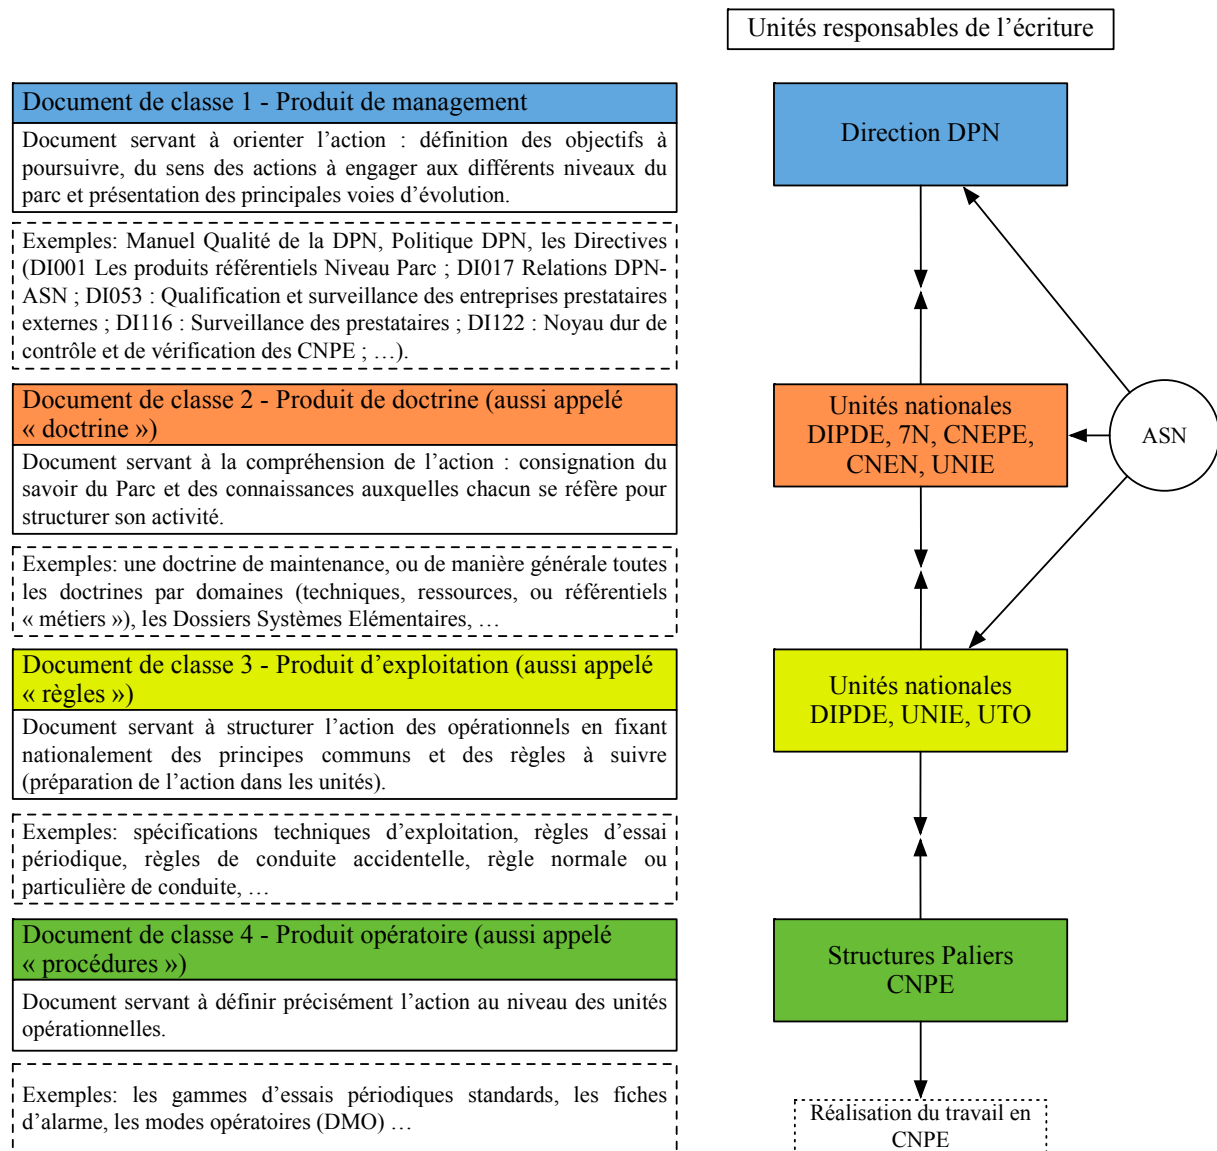 Unités responsables de l’écriture
Document de classe 1 - Produit de management
Document servant à orienter l’action : définition des objectifs à
poursuivre, du sens des actions à engager aux différents niveaux du
parc et présentation des principales voies d’évolution.
Direction DPN
Exemples: Manuel Qualité de la DPN, Politique DPN, les Directives
(DI001 Les produits référentiels Niveau Parc ; DI017 Relations DPN-
ASN ; DI053 : Qualification et surveillance des entreprises prestataires
externes ; DI116 : Surveillance des prestataires ; DI122 : Noyau dur de
contrôle et de vérification des CNPE ; …).
Document de classe 2 - Produit de doctrine (aussi appelé
« doctrine »)
Document servant à la compréhension de l’action : consignation du
savoir du Parc et des connaissances auxquelles chacun se réfère pour
structurer son activité.
Unités nationales
DIPDE, 7N, CNEPE,
CNEN, UNIE
ASN
Exemples: une doctrine de maintenance, ou de manière générale toutes
les doctrines par domaines (techniques, ressources, ou référentiels
« métiers »), les Dossiers Systèmes Elémentaires, …
Document de classe 3 - Produit d’exploitation (aussi appelé
« règles »)
Document servant à structurer l’action des opérationnels en fixant
nationalement des principes communs et des règles à suivre
(préparation de l’action dans les unités).
Unités nationales
DIPDE, UNIE, UTO
Exemples: spécifications techniques d’exploitation, règles d’essai
périodique, règles de conduite accidentelle, règle normale ou
particulière de conduite, …
Document de classe 4 - Produit opératoire (aussi appelé
« procédures »)
Document servant à définir précisément l’action au niveau des unités
opérationnelles.
Structures Paliers
CNPE
Exemples: les gammes d’essais périodiques standards, les fiches
d’alarme, les modes opératoires (DMO) …
Réalisation du travail en
CNPE